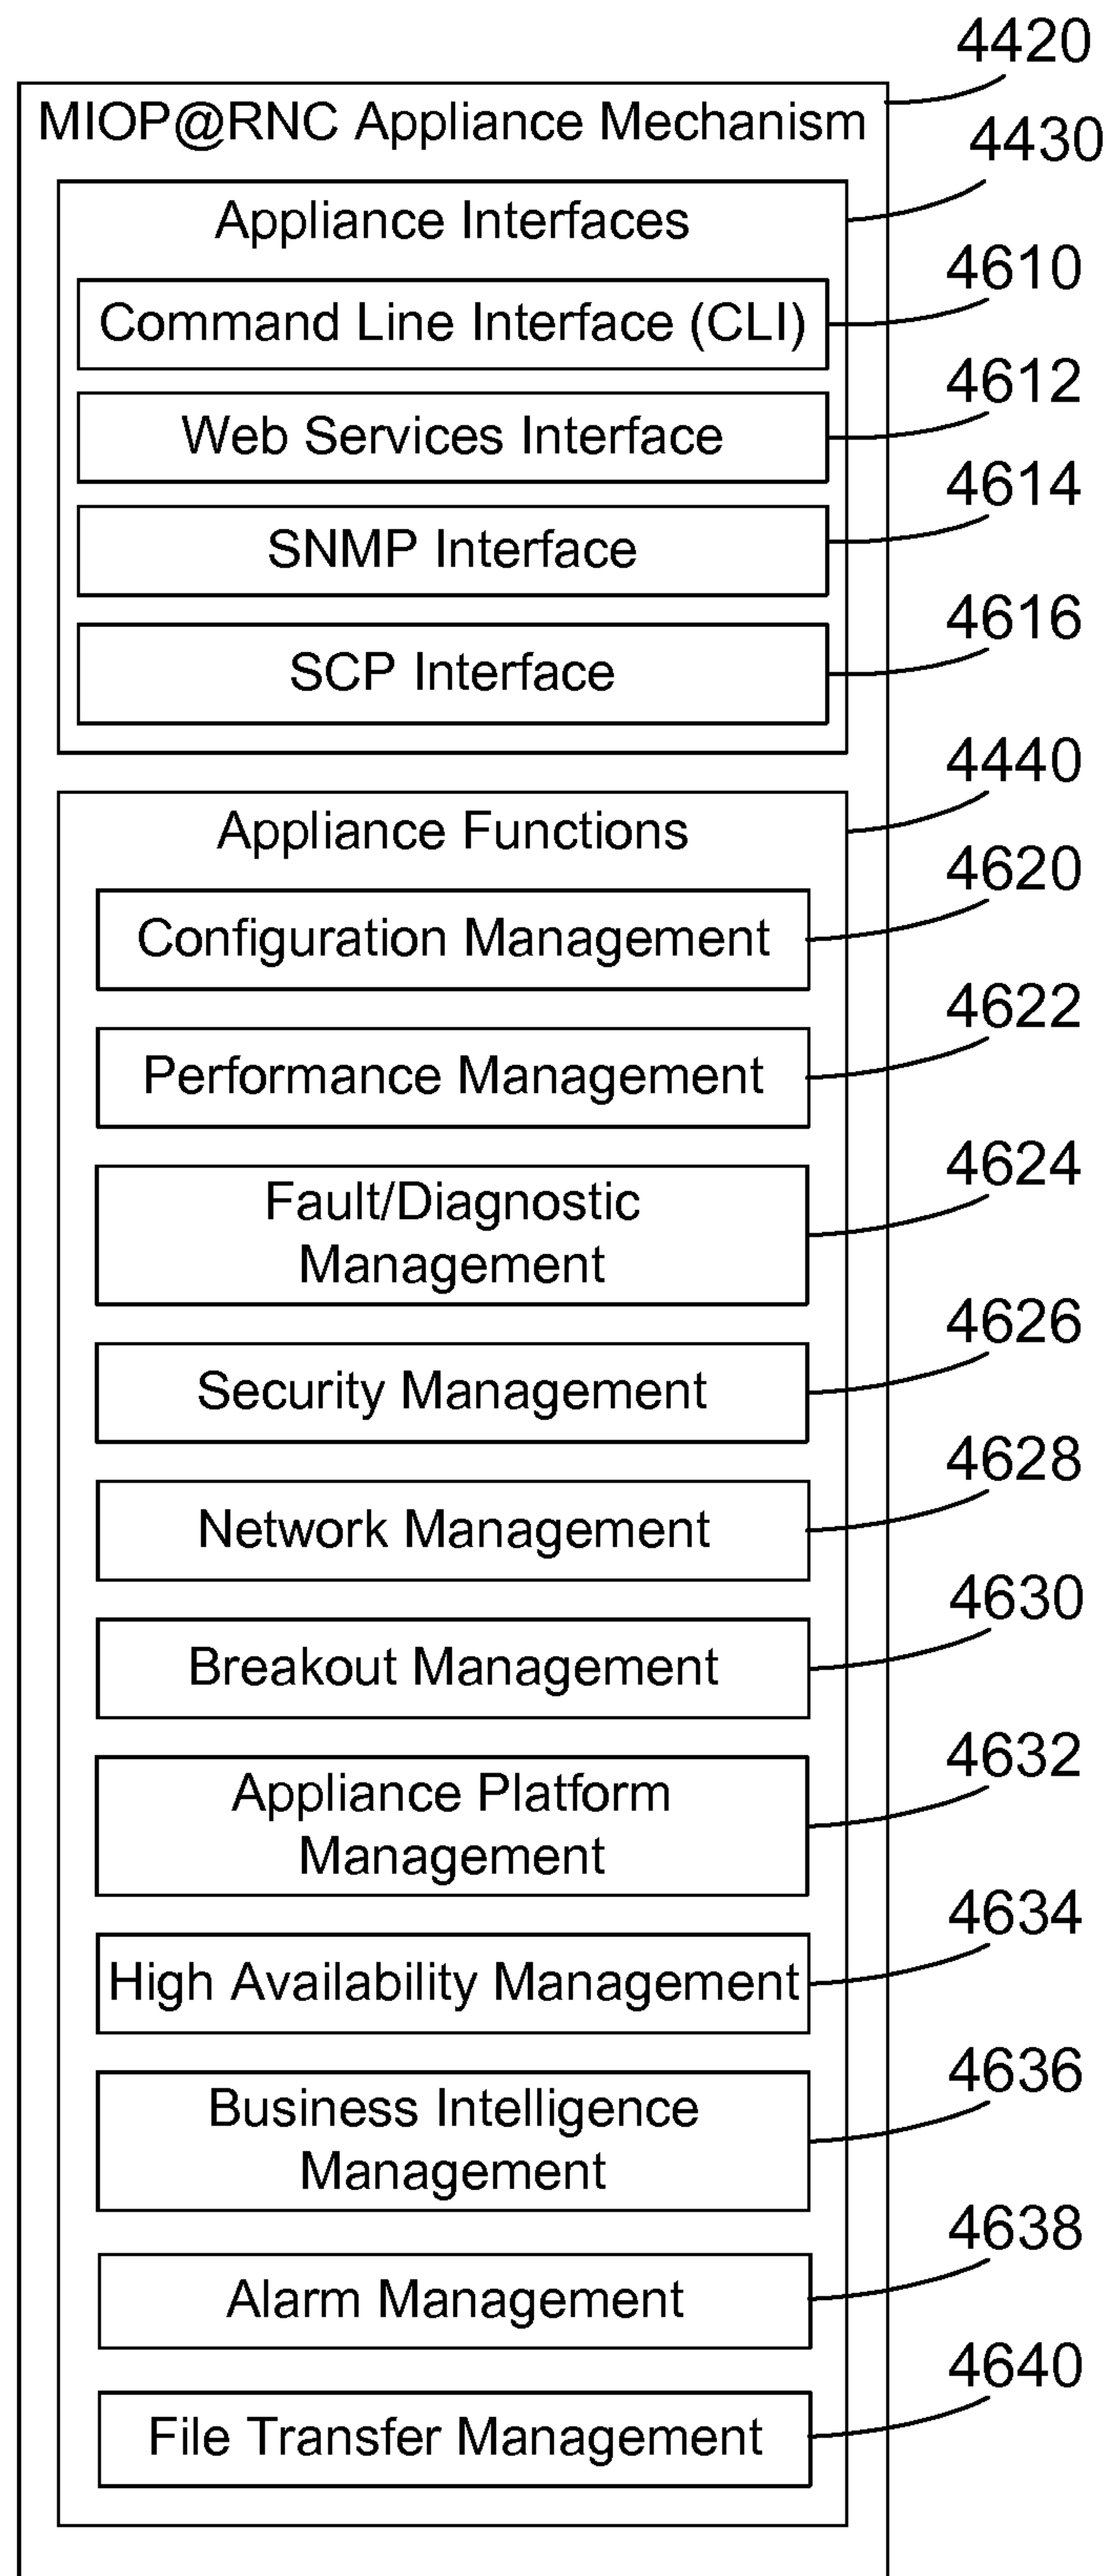 4420
MIOP@RNC Appliance Mechanism
4430
Appliance Interfaces
4610
Command Line Interface (CLI)
4612
Web Services Interface
4614
SNMP Interface
4616
SCP Interface
4440
Appliance Functions
4620
Configuration Management
4622
Performance Management
4624
Fault/Diagnostic
Management
4626
Security Management
4628
Network Management
4630
Breakout Management
4632
Appliance Platform
Management
4634
High Availability Management
4636
Business Intelligence
Management
4638
Alarm Management
4640
File Transfer Management